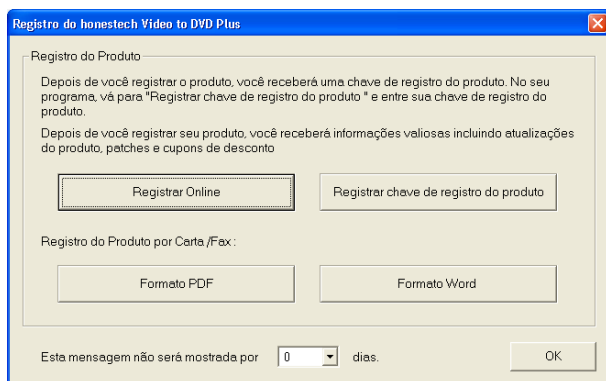 Registro do honestech Video to DVD Plus
Registro do Produto
Depois de você registrar o produto, você receberá uma chave de registro do produto. No seu
programa, vá para "Registrar chave de registro do produto " e entre sua chave de registro do
produto.
Depois de você registrar seu produto, você receberá informações valiosas incluindo atualizações
do produto, patches e cupons de desconto
Registrar Online
Registrar chave de registro do produto
Registro do Produto por Carta /Fax :
Formato PDF
Formato Word
Esta mensagem não será mostrada por 0 dias.
OK